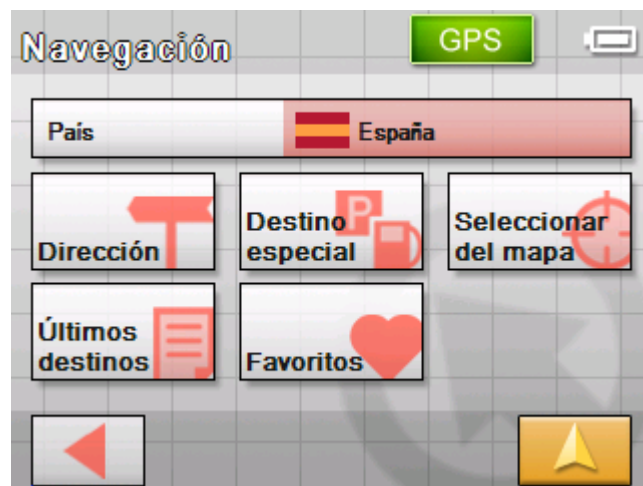 Navegación
GPS
País
España
Dirección
Destino
especial
P
Seleccionar
del mapa
Últimos
destinos
Favoritos